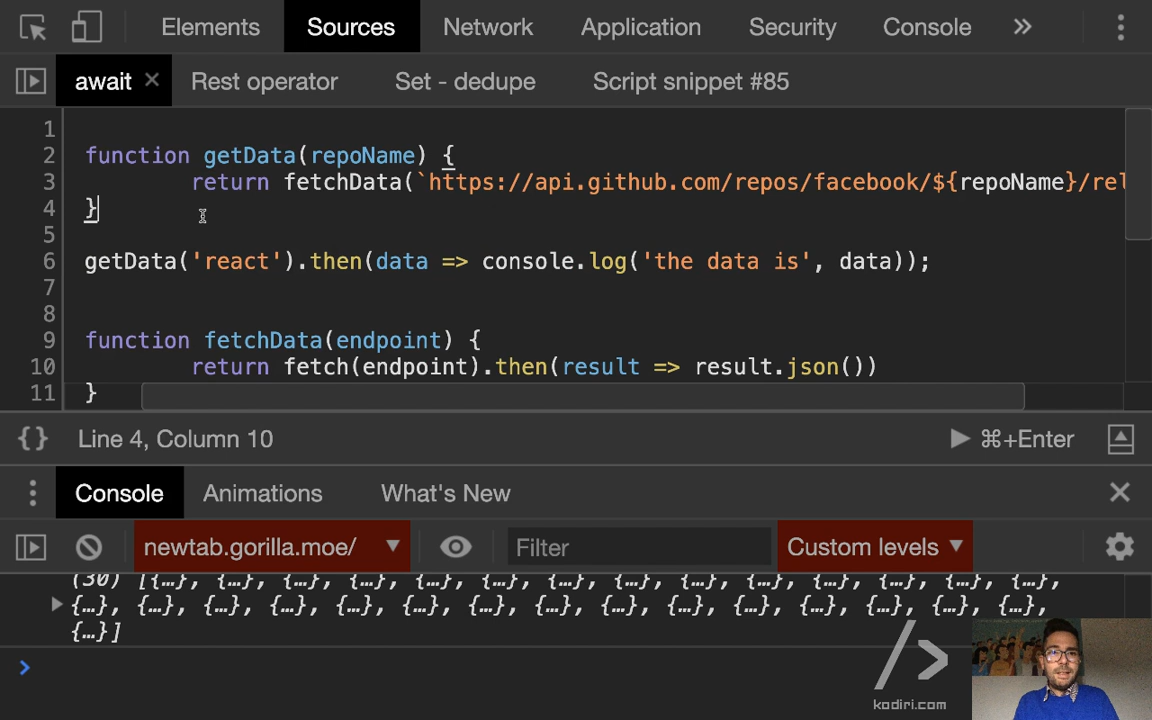 Elements Sources Network Application Security Console »
await × Rest operator Set - dedupe Script snippet #85
1
2 function getData(repoName) {
3 return fetchData(`https://api.github.com/repos/facebook/${repoName}/rel
4 }
5
6 getData('react').then(data => console.log('the data is', data));
7
8
9 function fetchData(endpoint) {
10 return fetch(endpoint).then(result => result.json())
11 }
{} Line 4, Column 10 ⌘+Enter
Console Animations What's New
newtab.gorilla.moe/ Filter Custom levels
(30) [{…}, {…}, {…}, {…}, {…}, {…}, {…}, {…}, {…}, {…}, {…}, {…}, {…}, {…},
{…}, {…}, {…}, {…}, {…}, {…}, {…}, {…}, {…}, {…}, {…}, {…}, {…}, {…}, {…},
{…}]
>
/>
kodiri.com